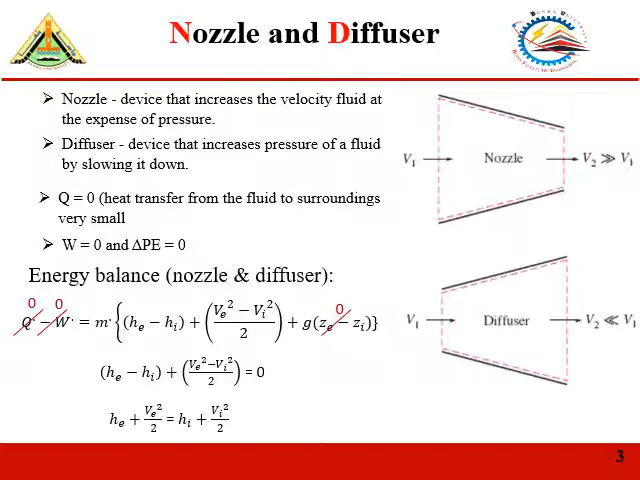 Nozzle and Diffuser
➢ Nozzle - device that increases the velocity fluid at
the expense of pressure.
➢ Diffuser - device that increases pressure of a fluid
by slowing it down.
➢ Q = 0 (heat transfer from the fluid to surroundings
very small
➢ W = 0 and ΔPE = 0
V₁ Nozzle V₂ ≫ V₁
Energy balance (nozzle & diffuser):
0 0 0
Q· − W· = m· {(hₑ − hᵢ) + ((Vₑ² − Vᵢ²)/2) + g(zₑ − zᵢ)}
(hₑ − hᵢ) + ((Vₑ²−Vᵢ²)/2) = 0
hₑ + Vₑ²/2 = hᵢ + Vᵢ²/2
V₁ Diffuser V₂ ≪ V₁
3